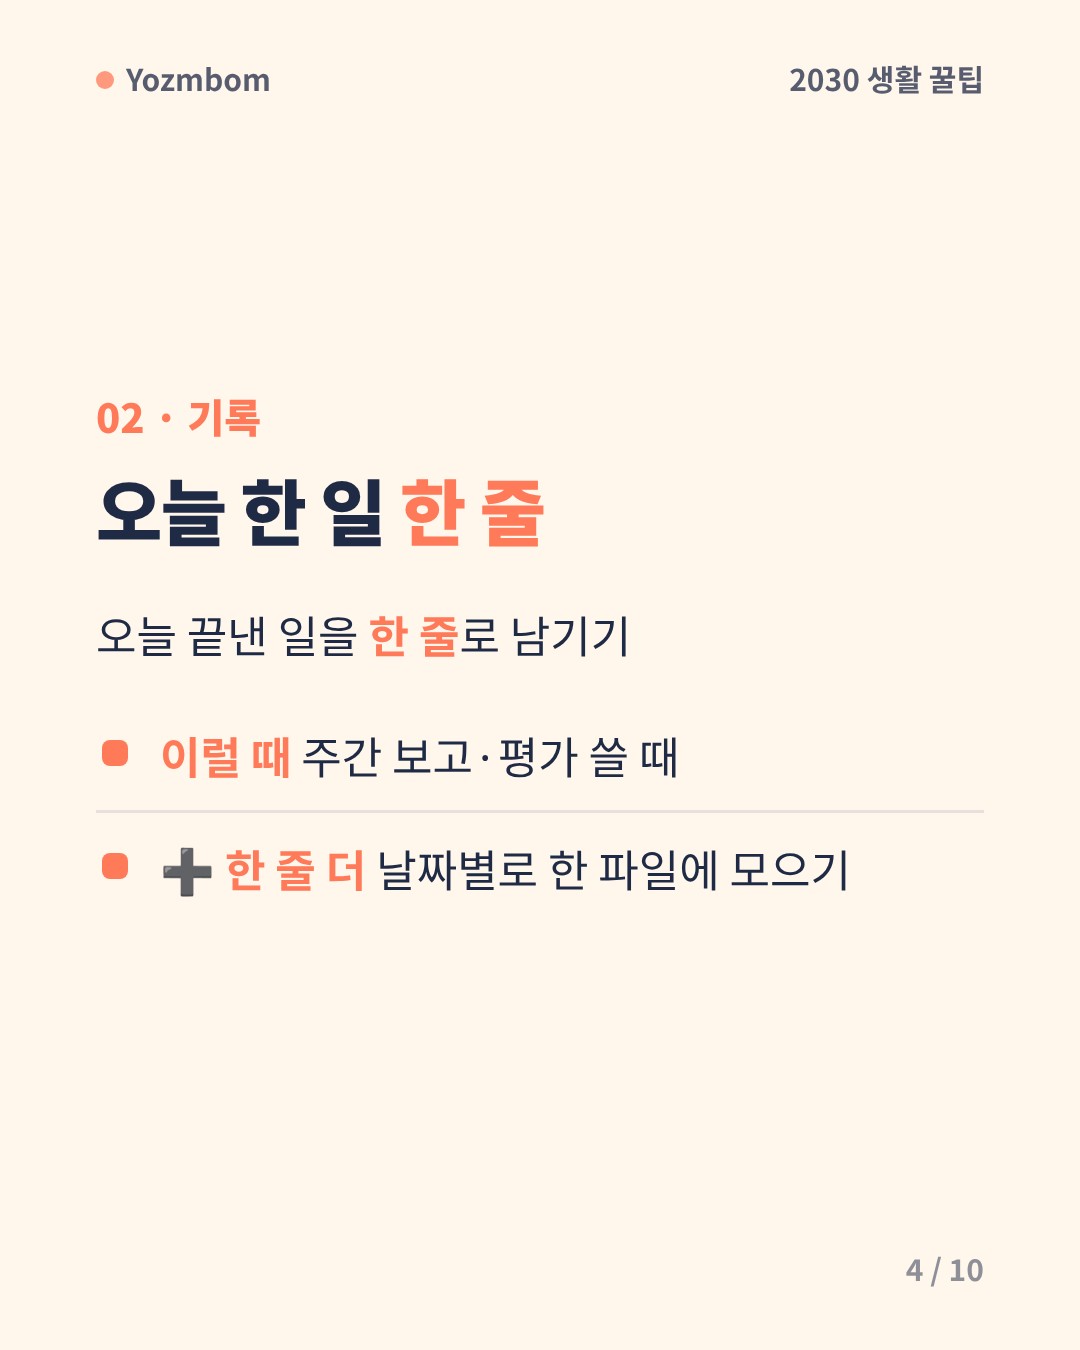 Yozmbom
2030 생활 꿀팁
02 · 기록
오늘 한 일 한 줄
오늘 끝낸 일을 한 줄로 남기기
이럴 때 주간 보고·평가 쓸 때
➕ 한 줄 더 날짜별로 한 파일에 모으기
4 / 10